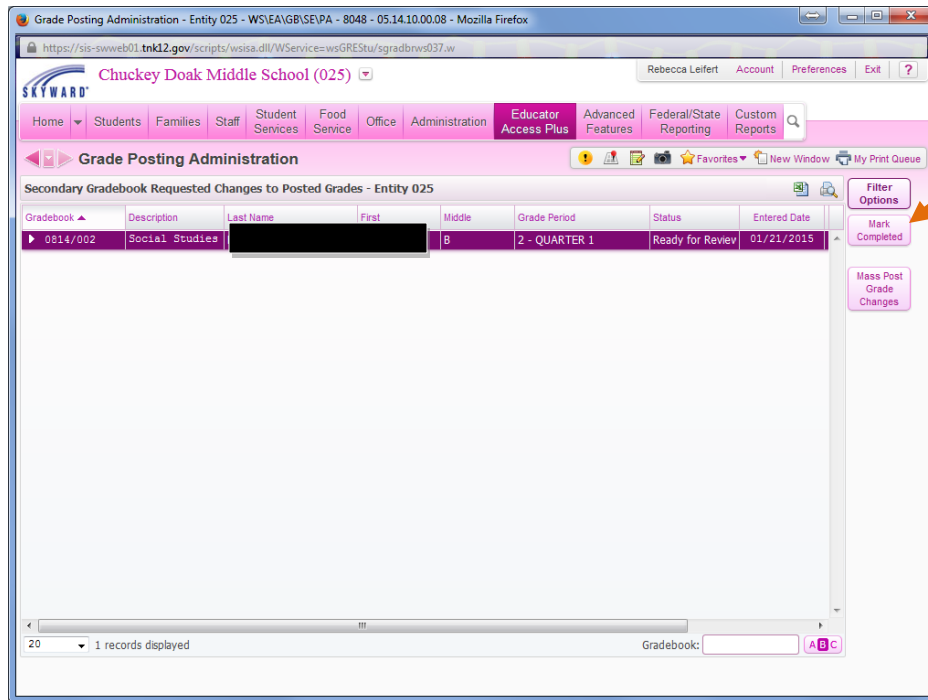 Grade Posting Administration - Entity 025 - WS\EA\GB\SE\PA - 8048 - 05.14.10.00.08 - Mozilla Firefox
https://sis-swweb01.tnk12.gov/scripts/wsisa.dll/WService=wsGREStu/sgradbrws037.w
SKYWARD
Chuckey Doak Middle School (025)
Rebecca Leifert Account Preferences Exit ?
Home Students Families Staff Student Services Food Service Office Administration Educator Access Plus Advanced Features Federal/State Reporting Custom Reports
Grade Posting Administration
Favorites New Window My Print Queue
Secondary Gradebook Requested Changes to Posted Grades - Entity 025
Filter Options
Gradebook Description Last Name First Middle Grade Period Status Entered Date
Mark Completed
0814/002 Social Studies B 2 - QUARTER 1 Ready for Review 01/21/2015
Mass Post Grade Changes
20 1 records displayed Gradebook: A B C